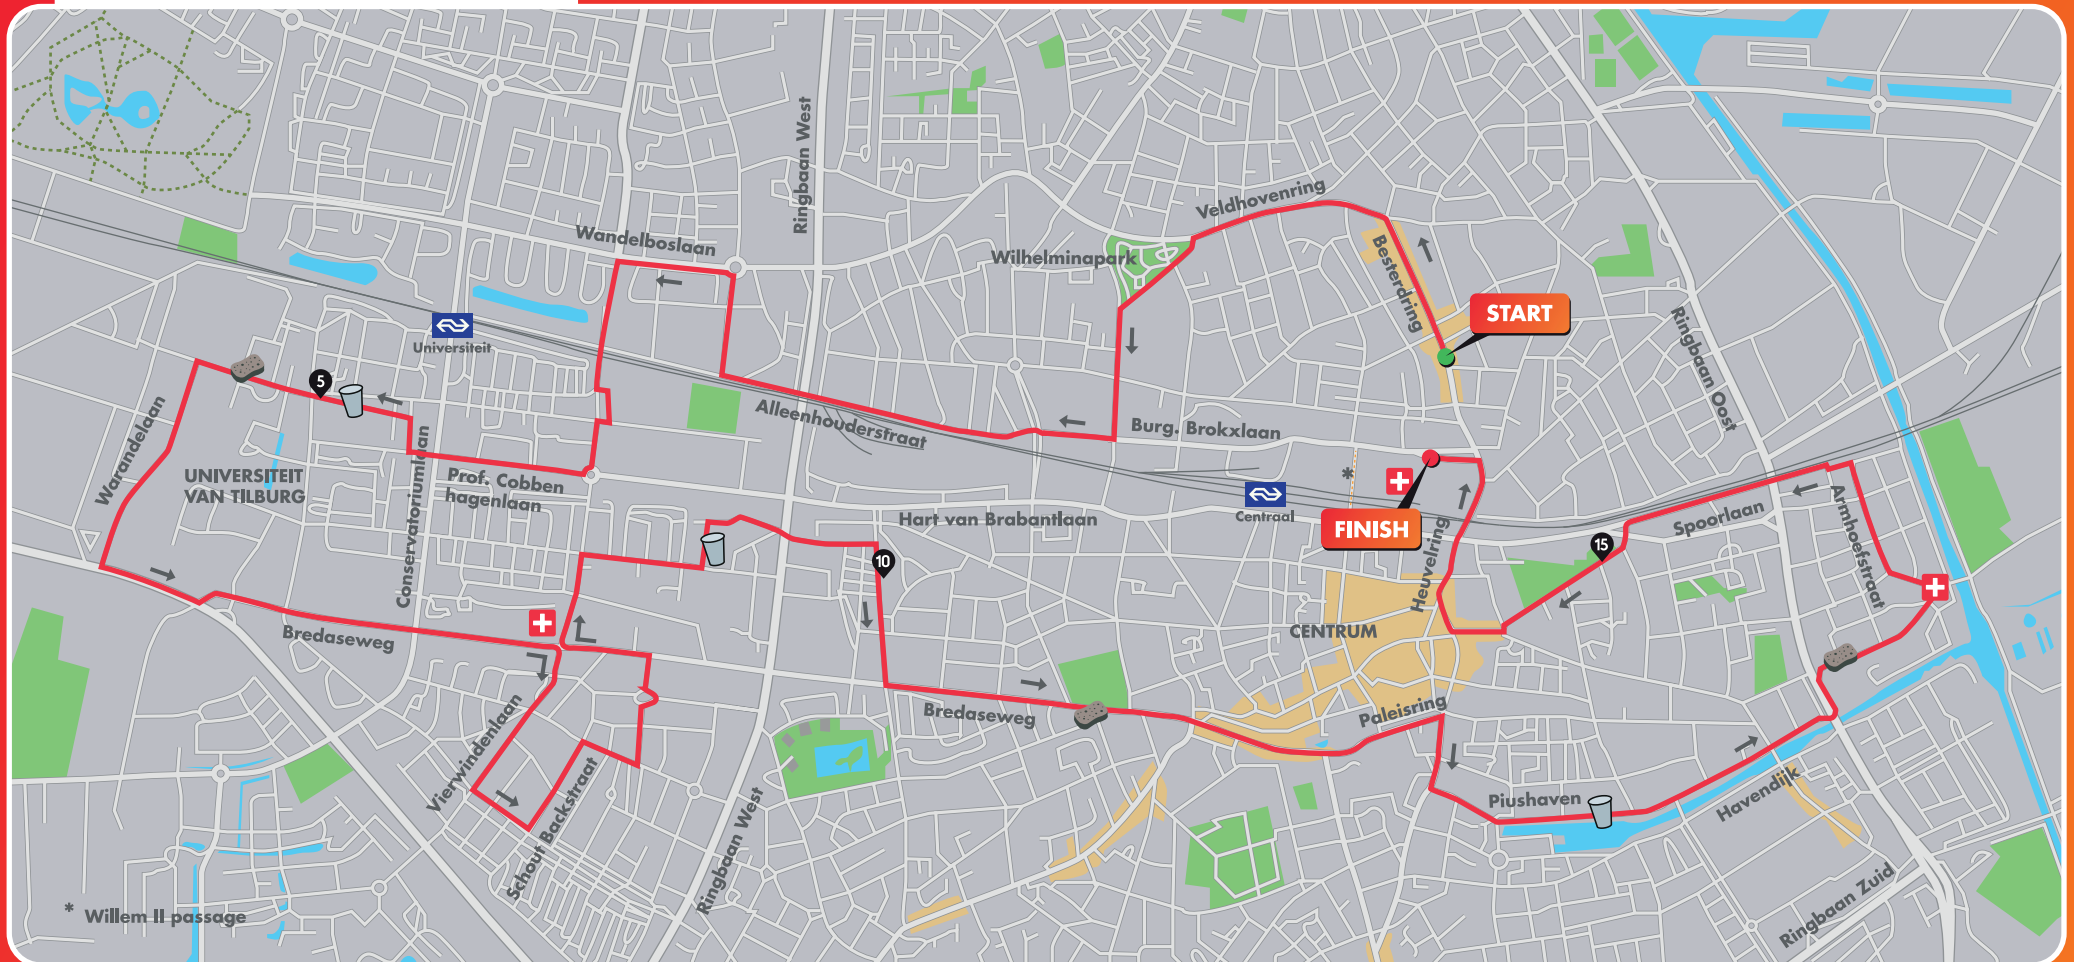 Ringbaan West
Wandelboslaan
Veldhovenring
Wilhelminapark
Besterdring
START
Universiteit
Ringbaan Oost
5
Alleenhouderstraat
Burg. Brokxlaan
Warandelaan
UNIVERSITEIT
VAN TILBURG
Conservatoriumlaan
Prof. Cobben
hagenlaan
*
Centraal
Hart van Brabantlaan
FINISH
Heuvelring
Spoorlaan
Armhoefstraat
15
10
CENTRUM
Bredaseweg
Bredaseweg
Paleisring
Vierwindenlaan
Schout Backstraat
Ringbaan West
Piushaven
Havendijk
Ringbaan Zuid
* Willem II passage